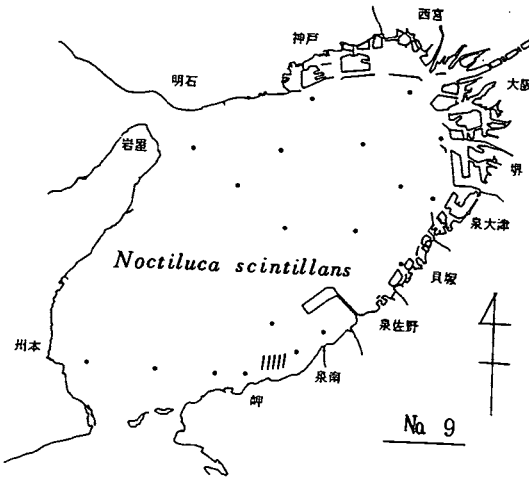 西宮
神戸
明石
大阪
岩屋
堺
泉大津
Noctiluca scintillans
貝塚
泉佐野
州本
泉南
岬
No 9